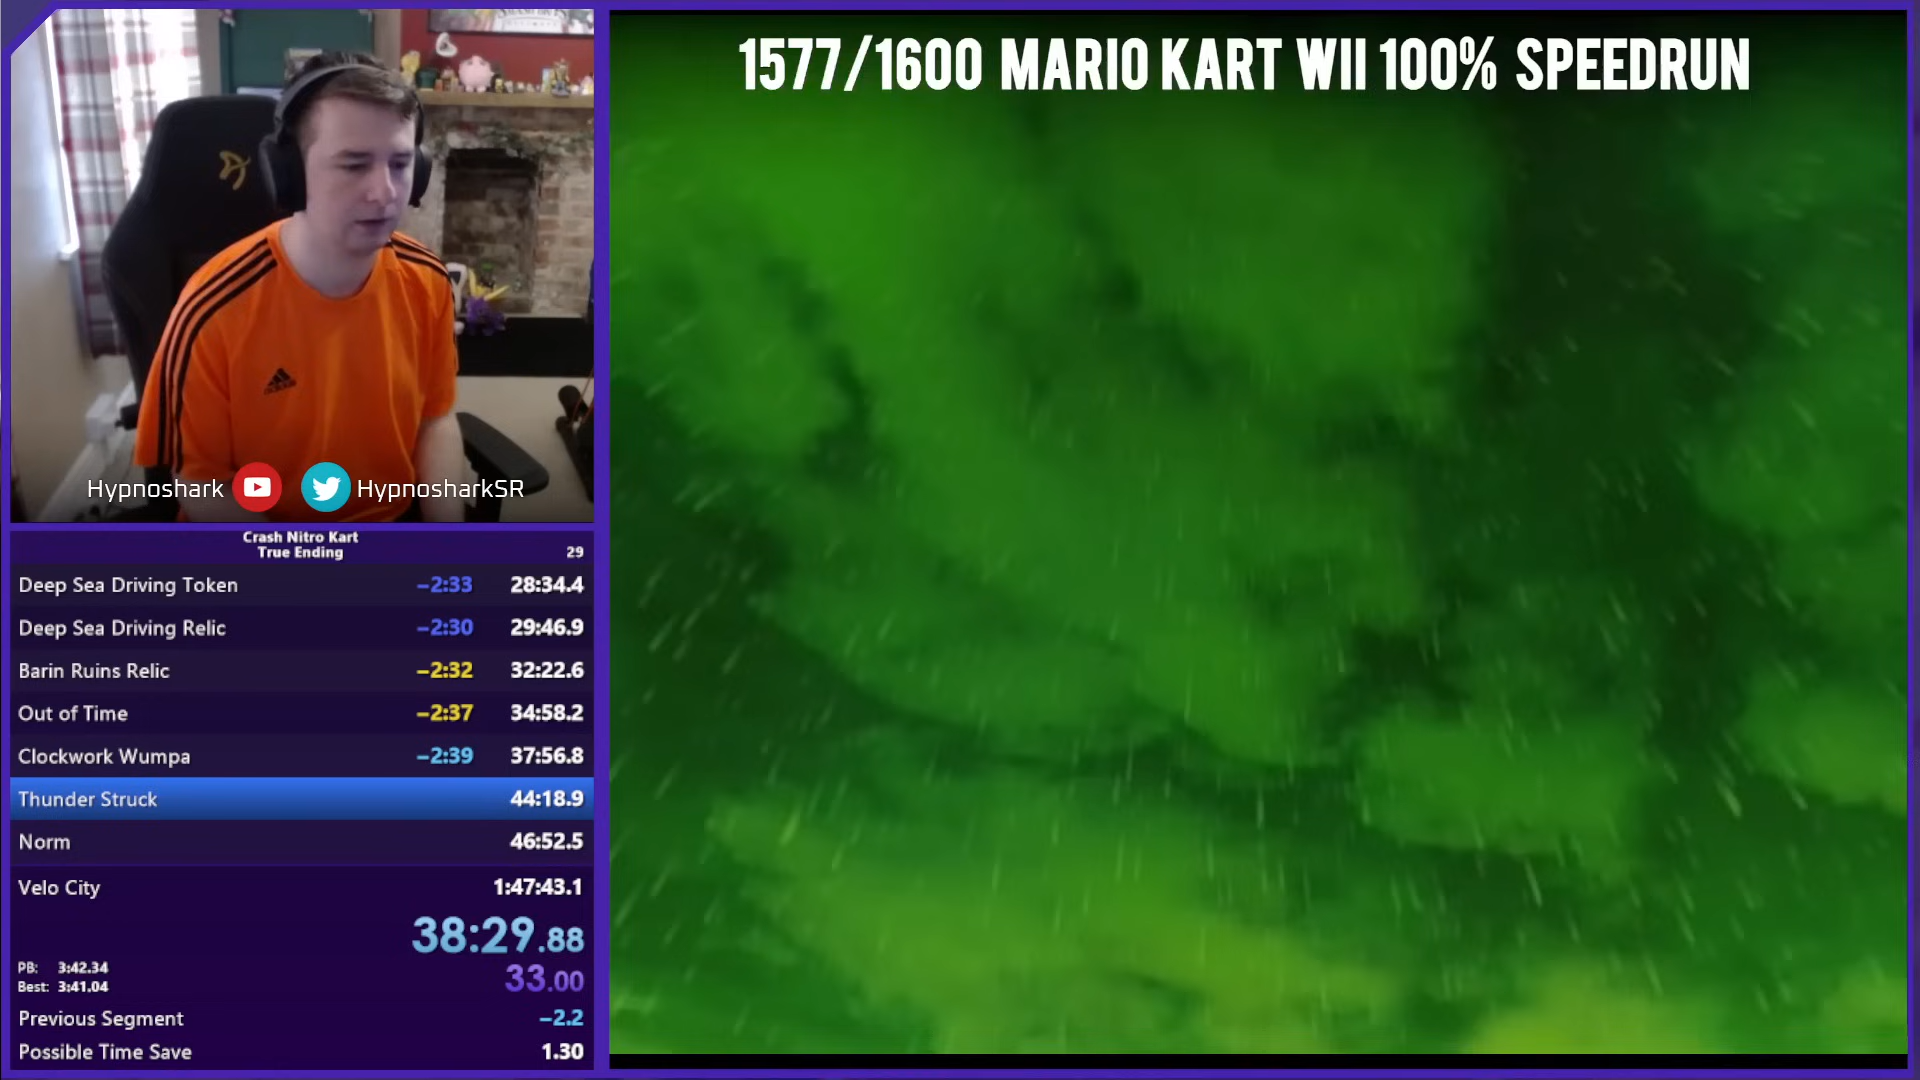 1577/1600 MARIO KART WII 100% SPEEDRUN
adidas
Hypnoshark HypnosharkSR
Crash Nitro Kart
True Ending 29
Deep Sea Driving Token -2:33 28:34.4
Deep Sea Driving Relic -2:30 29:46.9
Barin Ruins Relic -2:32 32:22.6
Out of Time -2:37 34:58.2
Clockwork Wumpa -2:39 37:56.8
Thunder Struck 44:18.9
Norm 46:52.5
Velo City 1:47:43.1
38:29.88
PB: 3:42.34
33.00
Best: 3:41.04
Previous Segment -2.2
Possible Time Save 1.30